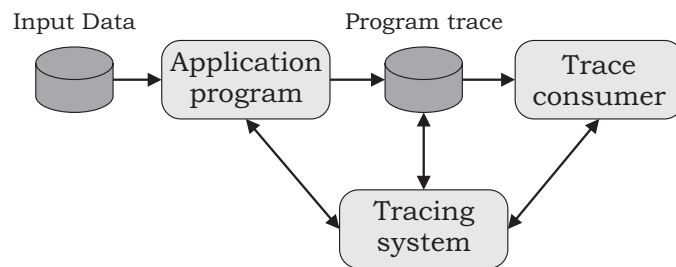 Input Data
Program trace
Application
program
Trace
consumer
Tracing
system